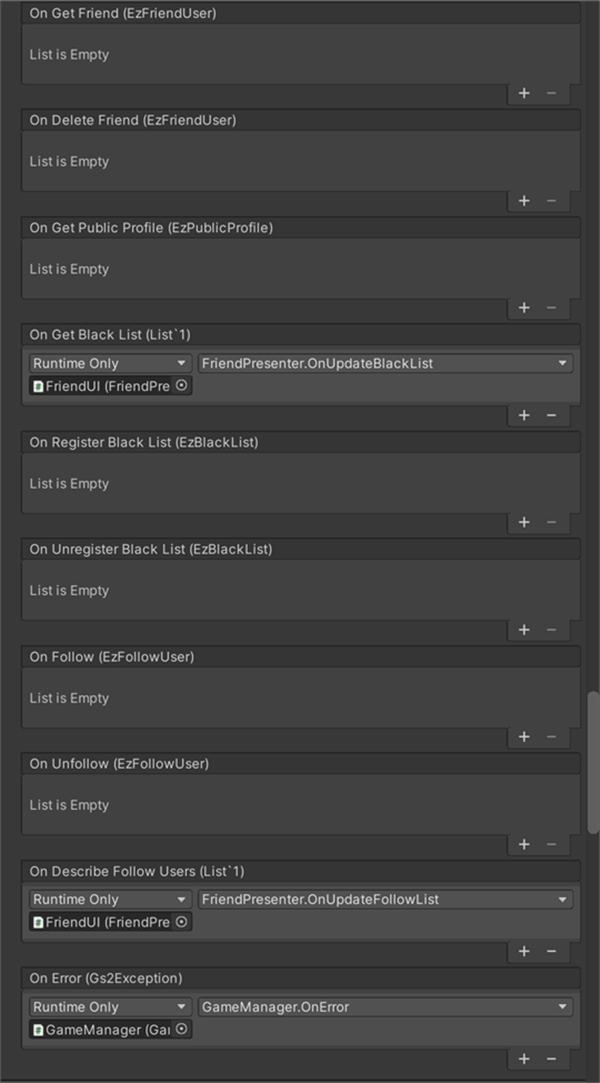 On Get Friend (EzFriendUser)
List is Empty
+ −
On Delete Friend (EzFriendUser)
List is Empty
+ −
On Get Public Profile (EzPublicProfile)
List is Empty
+ −
On Get Black List (List`1)
Runtime Only FriendPresenter.OnUpdateBlackList
FriendUI (FriendPre
+ −
On Register Black List (EzBlackList)
List is Empty
+ −
On Unregister Black List (EzBlackList)
List is Empty
+ −
On Follow (EzFollowUser)
List is Empty
+ −
On Unfollow (EzFollowUser)
List is Empty
+ −
On Describe Follow Users (List`1)
Runtime Only FriendPresenter.OnUpdateFollowList
FriendUI (FriendPre
+ −
On Error (Gs2Exception)
Runtime Only GameManager.OnError
GameManager (Gai
+ −